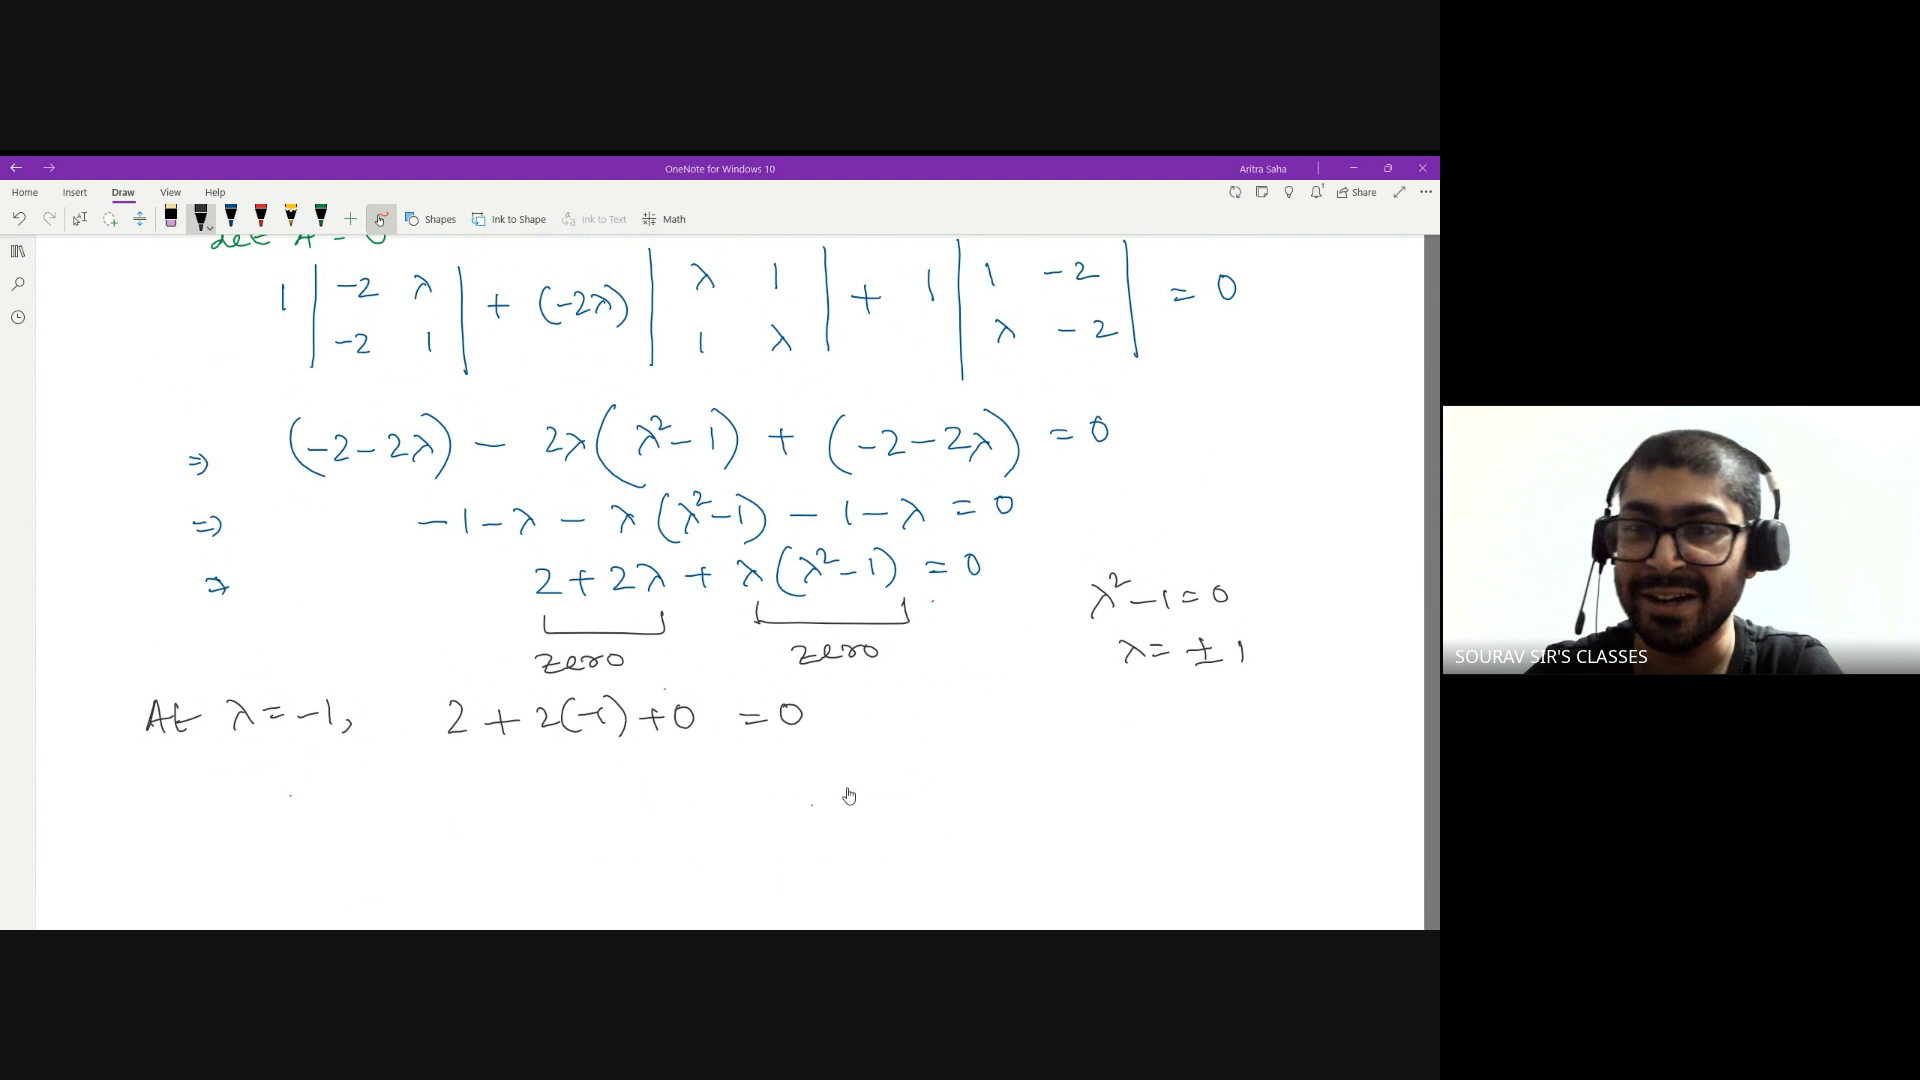 OneNote for Windows 10
Aritra Saha
Home Insert Draw View Help
Share
Shapes Ink to Shape Ink to Text Math
det A = 0
1 | -2 λ | + (-2λ) | λ 1 | + 1 | 1 -2 | = 0
| -2 1 | | 1 λ | | λ -2 |
⇒ (-2-2λ) - 2λ(λ²-1) + (-2-2λ) = 0
⇒ -1-λ - λ(λ²-1) - 1-λ = 0
⇒ 2+2λ + λ(λ²-1) = 0
zero zero
λ²-1=0
λ= ±1
At λ=-1, 2+2(-1)+0 =0
SOURAV SIR'S CLASSES